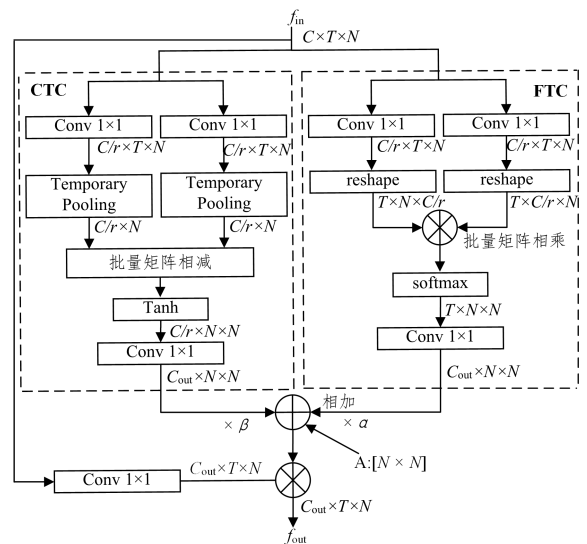 f_in
C×T×N
CTC
FTC
Conv 1×1
Conv 1×1
Conv 1×1
Conv 1×1
C/r×T×N
C/r×T×N
C/r×T×N
C/r×T×N
Temporary
Pooling
Temporary
Pooling
reshape
reshape
T×N×C/r
T×C/r×N
C/r×N
C/r×N
批量矩阵相乘
批量矩阵相减
softmax
Tanh
T×N×N
C/r×N×N
Conv 1×1
Conv 1×1
C_out×N×N
C_out×N×N
相加
× β
× α
A:[N × N]
Conv 1×1
C_out×T×N
C_out×T×N
f_out